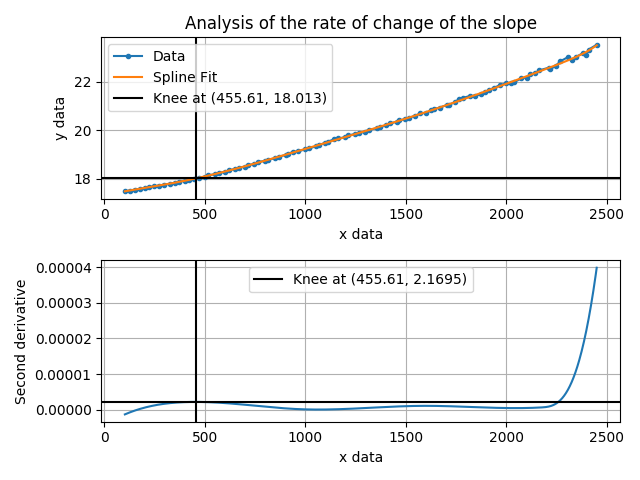 Analysis of the rate of change of the slope
Data
Spline Fit
Knee at (455.61, 18.013)
y data
22
20
18
0 500 1000 1500 2000 2500
x data
Knee at (455.61, 2.1695)
Second derivative
0.00004
0.00003
0.00002
0.00001
0.00000
0 500 1000 1500 2000 2500
x data